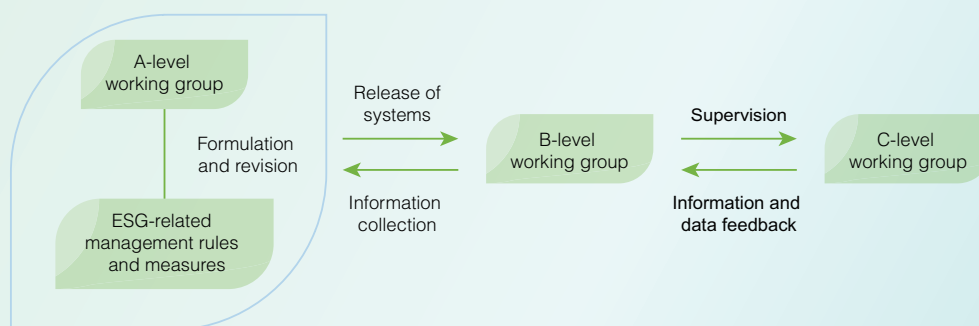 A-level
working group
Formulation
and revision
ESG-related
management rules
and measures
Release of
systems
Information
collection
B-level
working group
Supervision
Information and
data feedback
C-level
working group